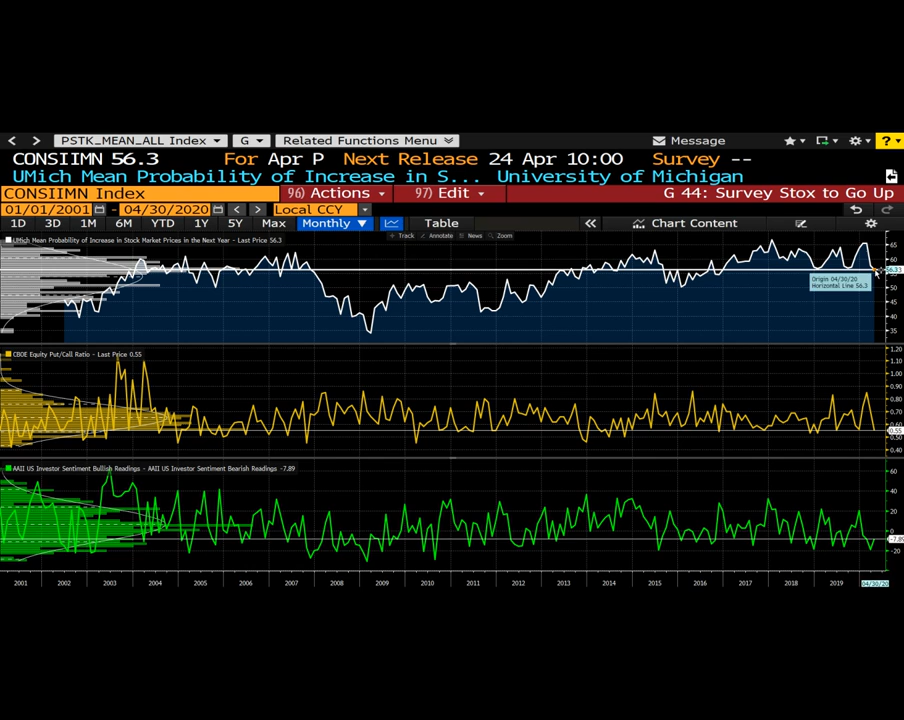 PSTK_MEAN_ALL Index G Related Functions Menu Message ?
CONSIIMN 56.3 For Apr P Next Release 24 Apr 10:00 Survey --
UMich Mean Probability of Increase in S... University of Michigan
CONSIIMN Index 96) Actions 97) Edit G 44: Survey Stox to Go Up
01/01/2001 - 04/30/2020 Local CCY
1D 3D 1M 6M YTD 1Y 5Y Max Monthly ▼ Table « Chart Content
Track Annotate News Zoom
UMich Mean Probability of Increase in Stock Market Prices in the Next Year - Last Price 56.3
65
60
56.33
55
50
45
40
35
Origin 04/30/20
Horizontal Line 56.3
CBOE Equity Put/Call Ratio - Last Price 0.55
1.20
1.10
1.00
0.90
0.80
0.70
0.60
0.55
0.50
0.40
AAII US Investor Sentiment Bullish Readings - AAII US Investor Sentiment Bearish Readings -7.89
60
40
20
0
-7.89
-20
2001 2002 2003 2004 2005 2006 2007 2008 2009 2010 2011 2012 2013 2014 2015 2016 2017 2018 2019 04/30/20